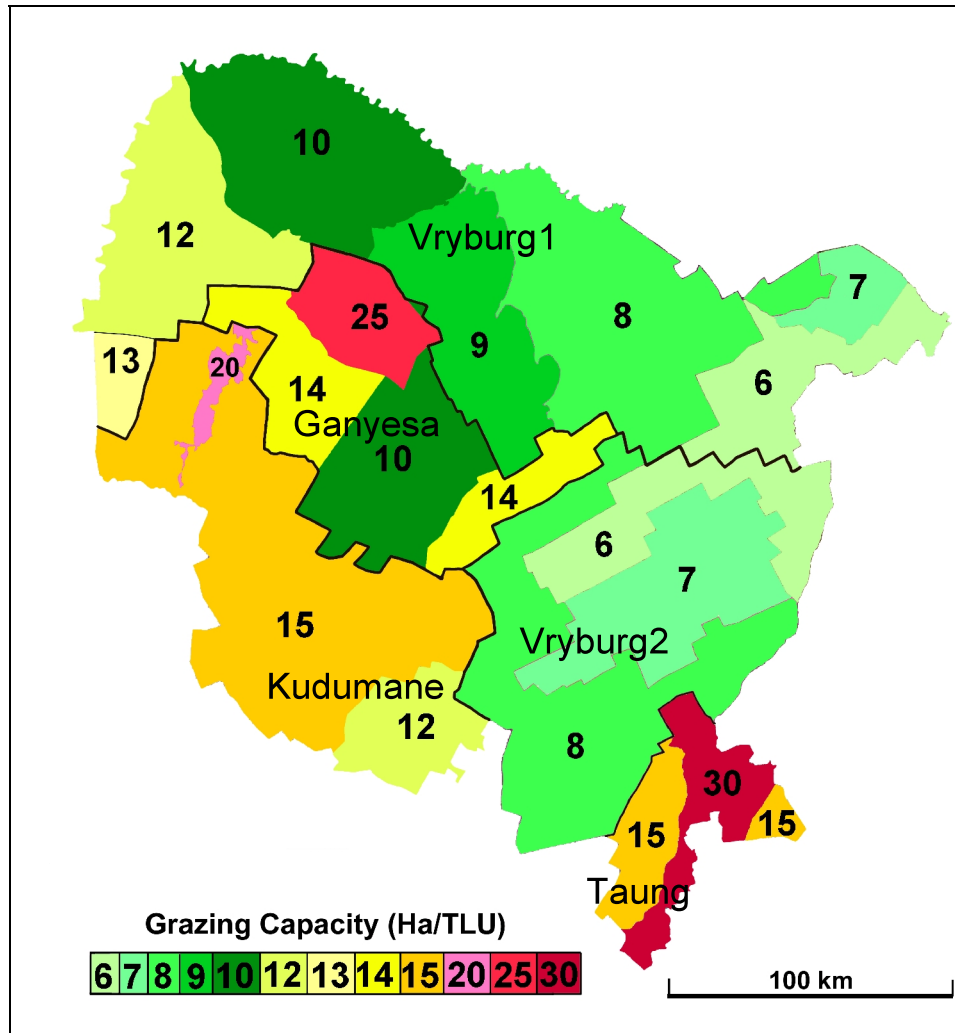 10
12
Vryburg1
7
25
8
9
13
20
6
14
Ganyesa
10
14
6
7
15
Vryburg2
Kudumane
12
8
30
15
15
Taung
Grazing Capacity (Ha/TLU)
6 7 8 9 10 12 13 14 15 20 25 30
100 km